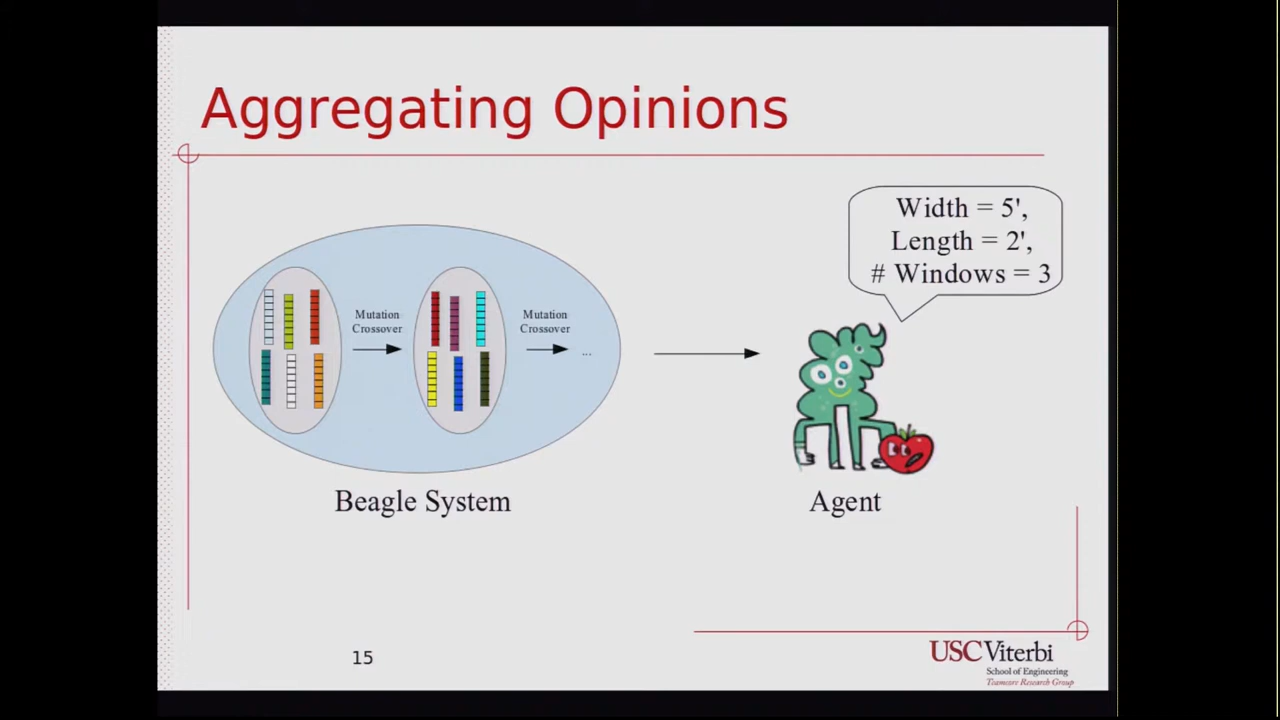 Aggregating Opinions
Width = 5',
Length = 2',
# Windows = 3
Mutation
Crossover
Mutation
Crossover
...
Beagle System
Agent
15
USC Viterbi
School of Engineering
Teamcore Research Group